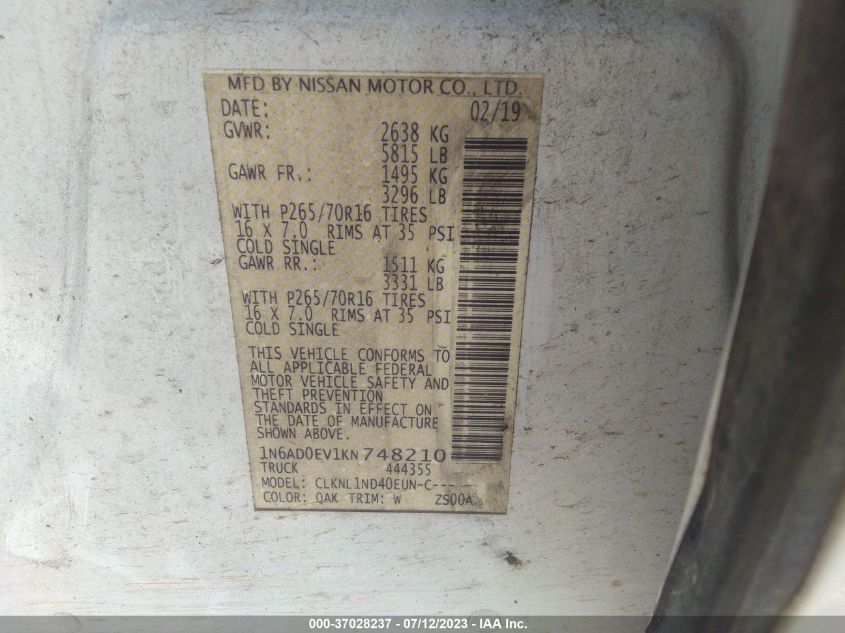 MFD BY NISSAN MOTOR CO., LTD.
DATE: 02/19
GVWR: 2638 KG
5815 LB
GAWR FR.: 1495 KG
3296 LB
WITH P265/70R16 TIRES
16 X 7.0 RIMS AT 35 PSI
COLD SINGLE
GAWR RR.: 1511 KG
3331 LB
WITH P265/70R16 TIRES
16 X 7.0 RIMS AT 35 PSI
COLD SINGLE
THIS VEHICLE CONFORMS TO
ALL APPLICABLE FEDERAL
MOTOR VEHICLE SAFETY AND
THEFT PREVENTION
STANDARDS IN EFFECT ON
THE DATE OF MANUFACTURE
SHOWN ABOVE.
1N6AD0EV1KN748210
TRUCK 444355
MODEL: CLKNL1ND40EUN-C-----
COLOR: QAK TRIM: W ZS00A
000-37028237 - 07/12/2023 - IAAI.com